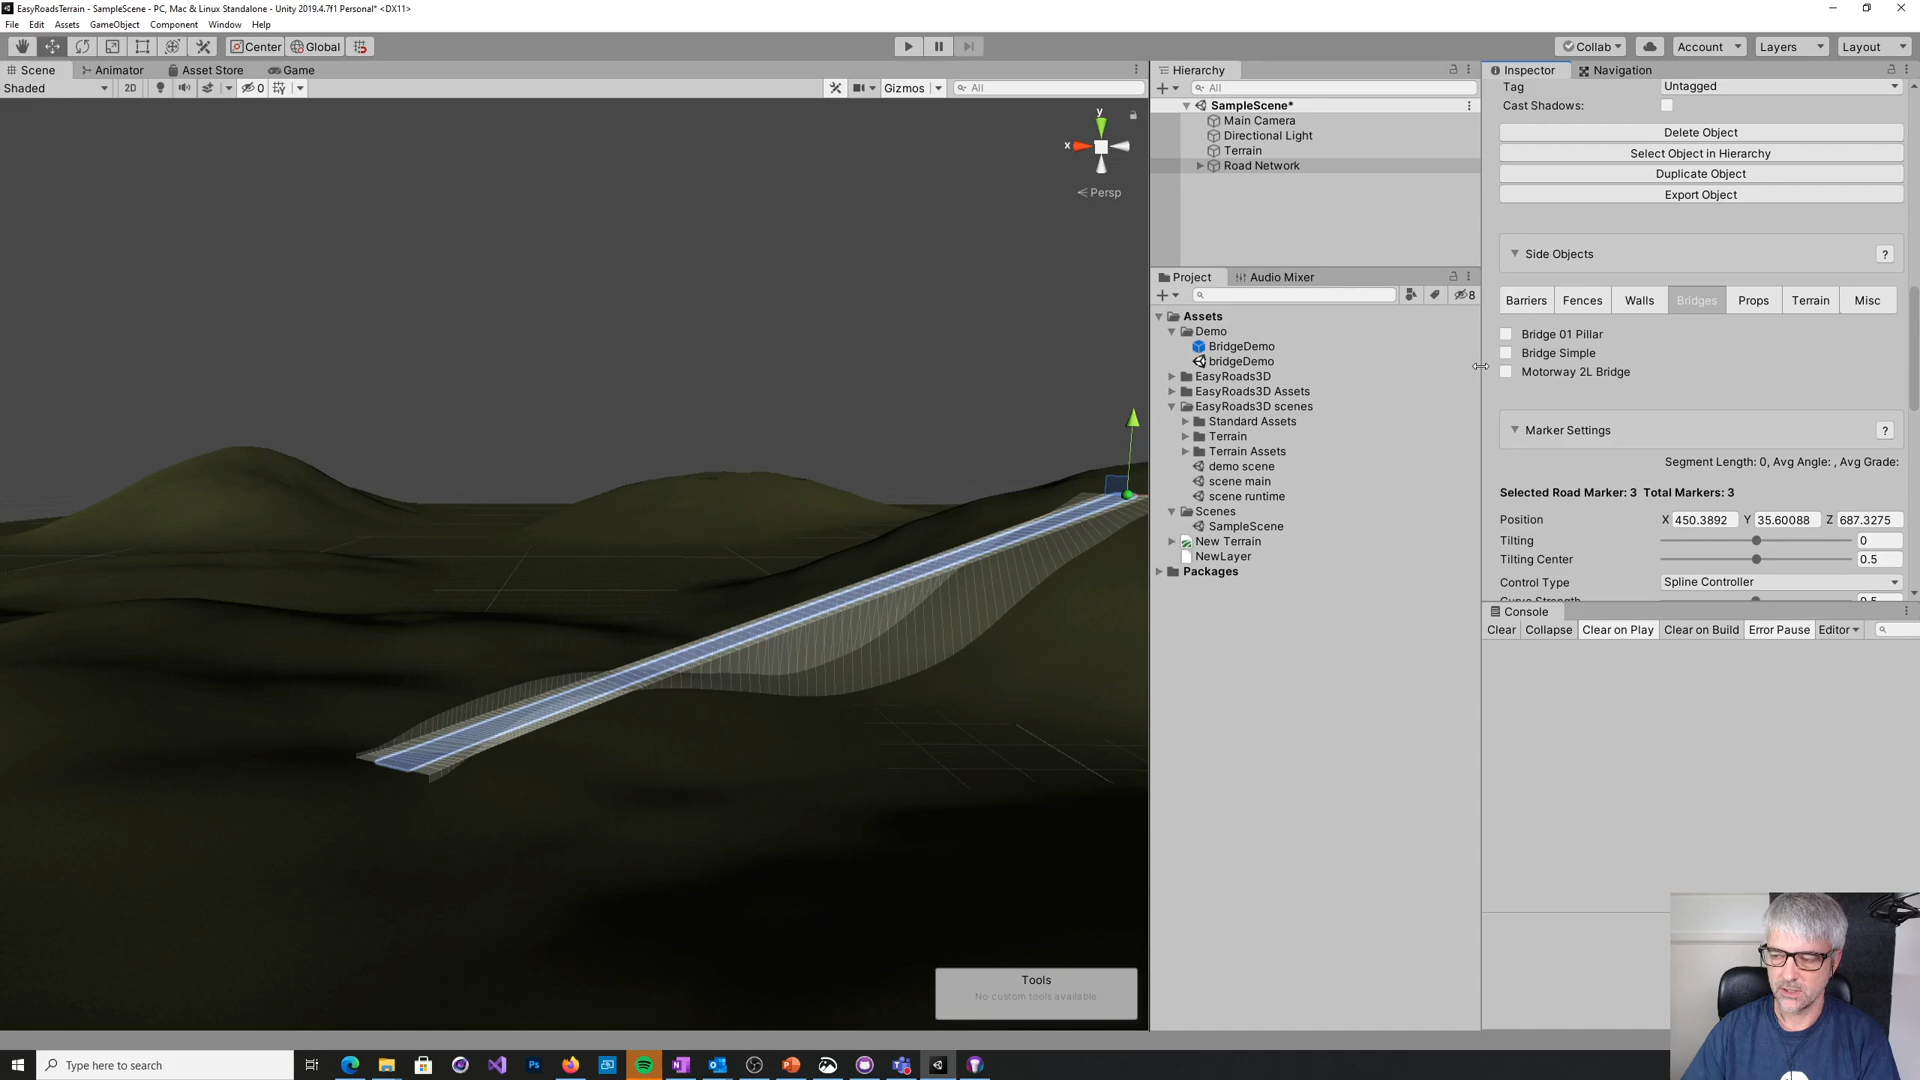 EasyRoadsTerrain - SampleScene - PC, Mac & Linux Standalone - Unity 2019.4.7f1 Personal* <DX11>
File Edit Assets GameObject Component Window Help
Center Global Collab Account Layers Layout
Scene Animator Asset Store Game
Shaded 2D 0 Gizmos All
y
x
Persp
Tools
No custom tools available
Hierarchy
All
SampleScene*
Main Camera
Directional Light
Terrain
Road Network
Project Audio Mixer
8
Assets
Demo
BridgeDemo
bridgeDemo
EasyRoads3D
EasyRoads3D Assets
EasyRoads3D scenes
Standard Assets
Terrain
Terrain Assets
demo scene
scene main
scene runtime
Scenes
SampleScene
New Terrain
NewLayer
Packages
Inspector Navigation
Tag Untagged
Cast Shadows:
Delete Object
Select Object in Hierarchy
Duplicate Object
Export Object
Side Objects ?
Barriers Fences Walls Bridges Props Terrain Misc
Bridge 01 Pillar
Bridge Simple
Motorway 2L Bridge
Marker Settings ?
Segment Length: 0, Avg Angle: , Avg Grade:
Selected Road Marker: 3 Total Markers: 3
Position X 450.3892 Y 35.60088 Z 687.3275
Tilting 0
Tilting Center 0.5
Control Type Spline Controller
Curve Strength 0.5
Console
Clear Collapse Clear on Play Clear on Build Error Pause Editor
Type here to search